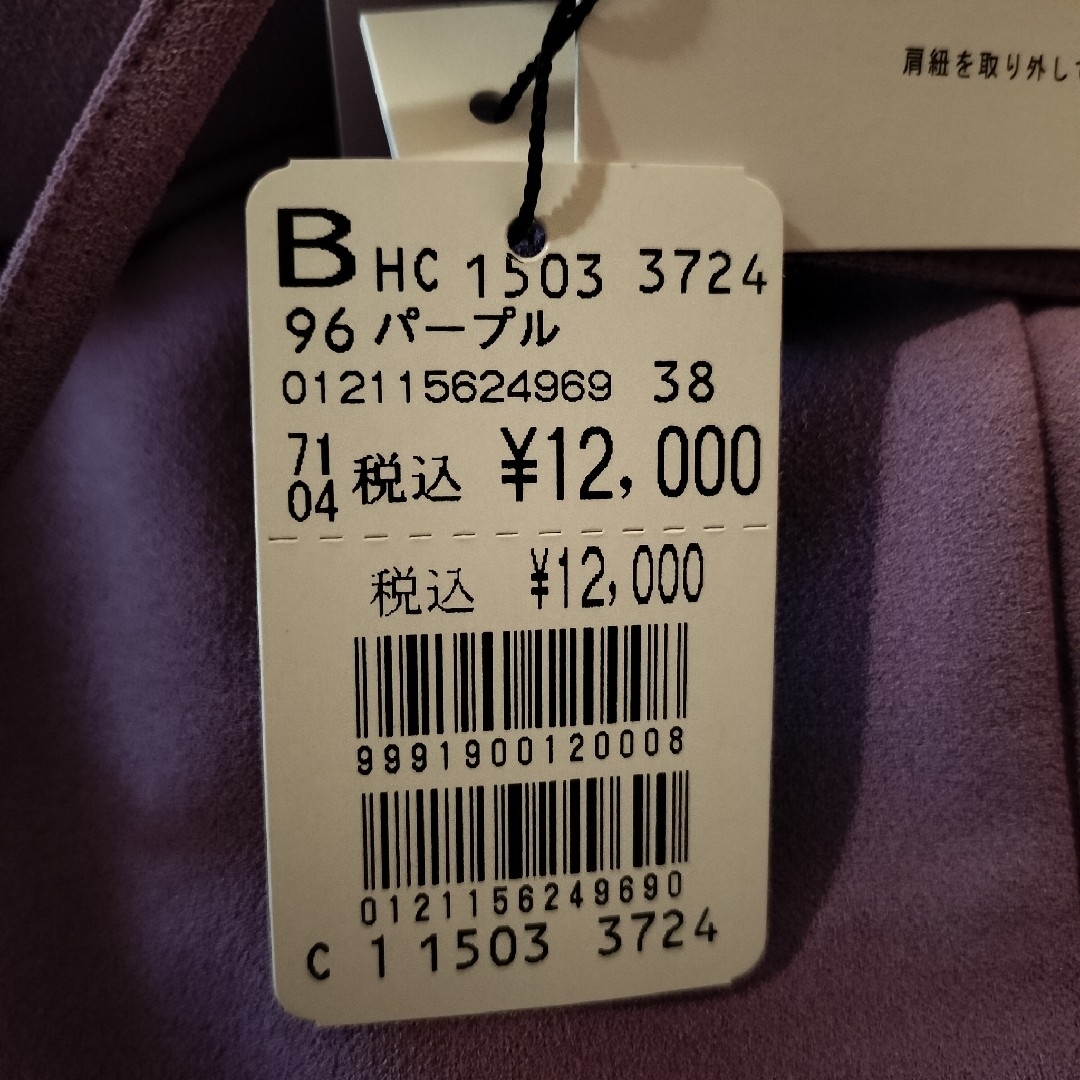 肩紐を取り外し
B HC 1503 3724
96 パープル
012115624969 38
71
04 税込 ¥12,000
税込 ¥12,000
9991900120008
0121156249690
C 1 1503 3724